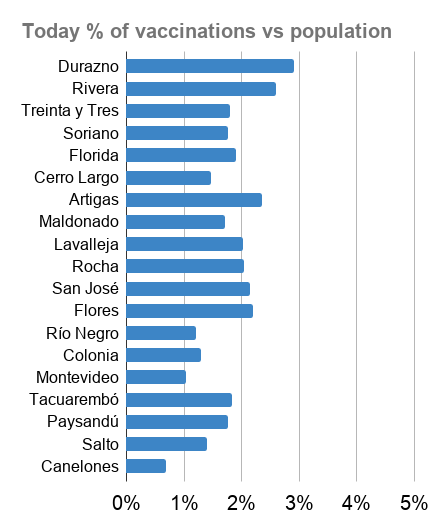 Today % of vaccinations vs population
Durazno
Rivera
Treinta y Tres
Soriano
Florida
Cerro Largo
Artigas
Maldonado
Lavalleja
Rocha
San José
Flores
Río Negro
Colonia
Montevideo
Tacuarembó
Paysandú
Salto
Canelones
0% 1% 2% 3% 4% 5%